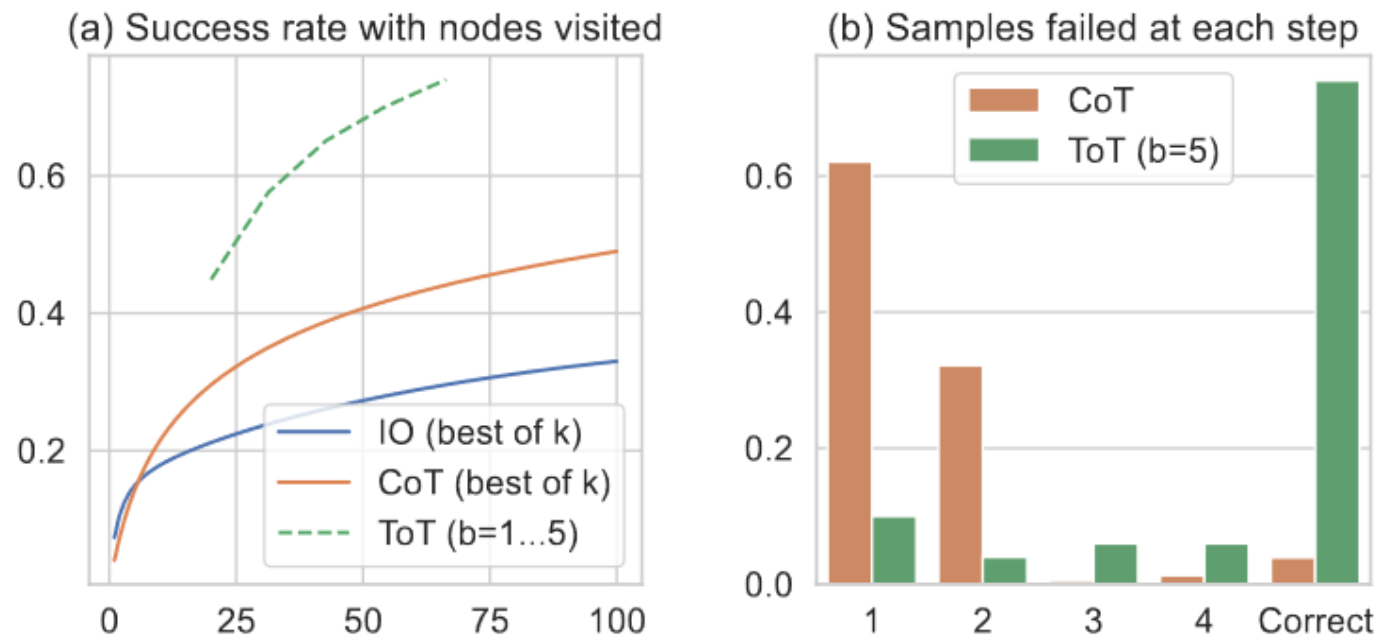 (a) Success rate with nodes visited
0.6
0.4
0.2
IO (best of k)
CoT (best of k)
ToT (b=1...5)
0 25 50 75 100
(b) Samples failed at each step
CoT
ToT (b=5)
0.6
0.4
0.2
0.0
1 2 3 4 Correct